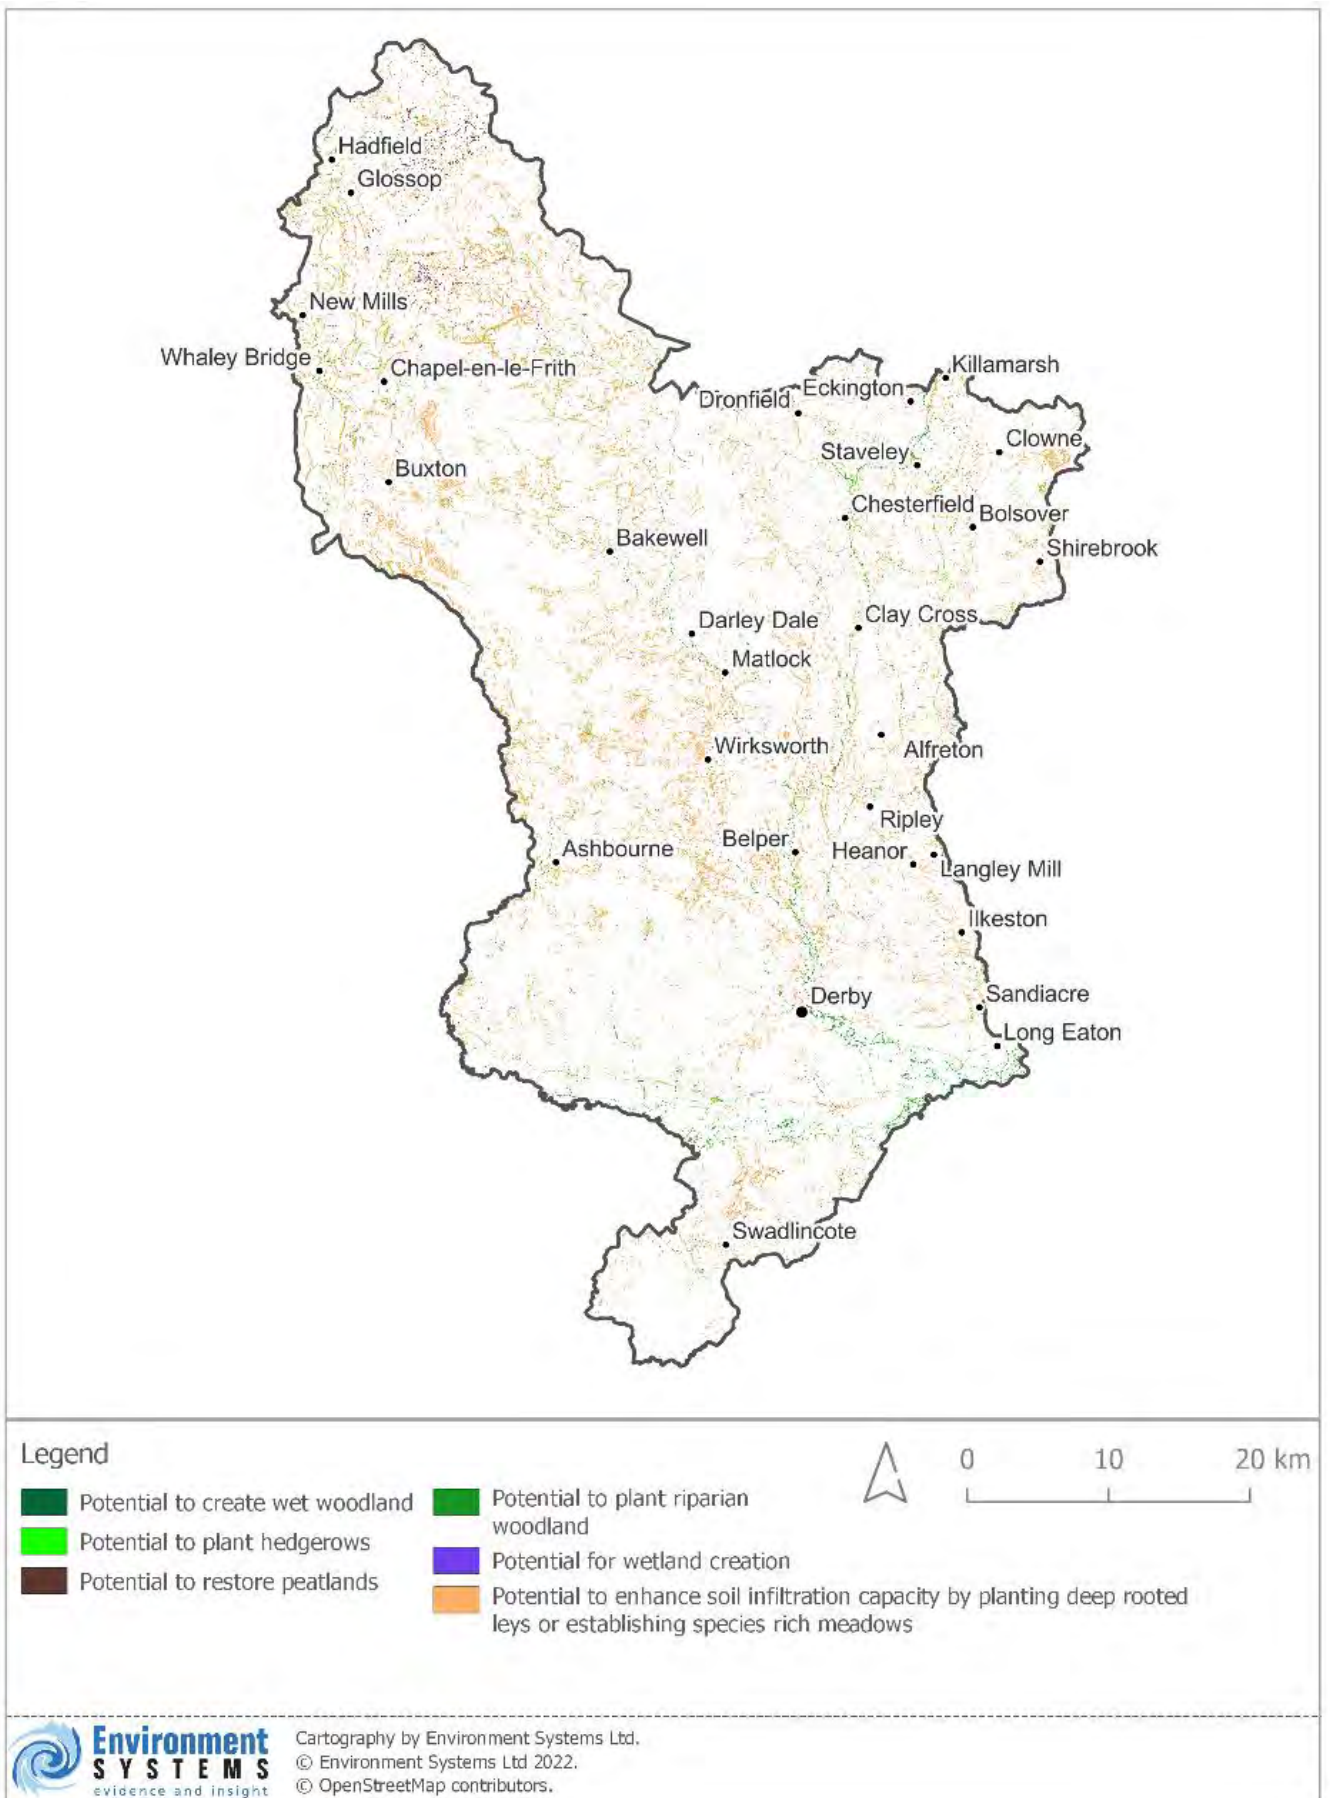 Hadfield
Glossop
New Mills
Whaley Bridge
Chapel-en-le-Frith
Killamarsh
Eckington
Dronfield
Clowne
Staveley
Buxton
Chesterfield
Bolsover
Bakewell
Shirebrook
Darley Dale
Clay Cross
Matlock
Wirksworth
Alfreton
Ripley
Belper
Heanor
Ashbourne
Langley Mill
Ilkeston
Derby
Sandiacre
Long Eaton
Swadlincote
Legend
0 10 20 km
Potential to create wet woodland
Potential to plant hedgerows
Potential to restore peatlands
Potential to plant riparian
woodland
Potential for wetland creation
Potential to enhance soil infiltration capacity by planting deep rooted
leys or establishing species rich meadows
Environment
SYSTEMS
evidence and insight
Cartography by Environment Systems Ltd.
© Environment Systems Ltd 2022.
© OpenStreetMap contributors.